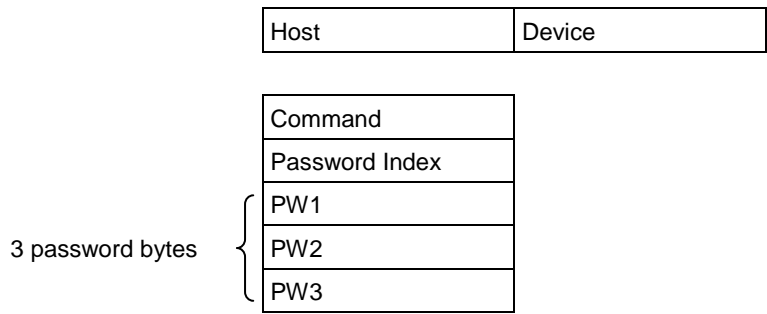 Host Device
Command
Password Index
PW1
3 password bytes PW2
PW3